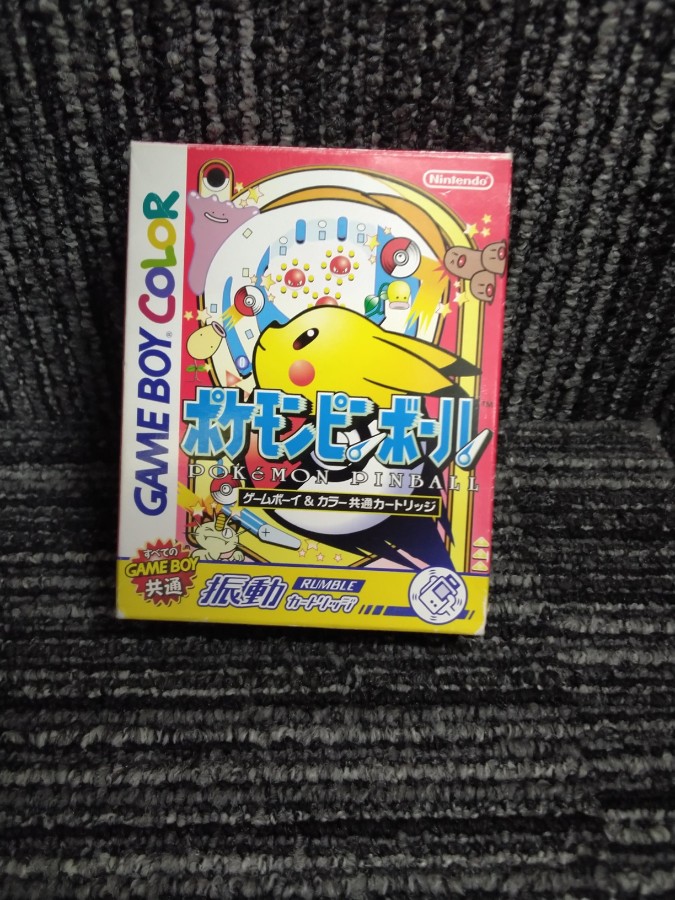 Nintendo
GAME BOY COLOR
ポケモンピンボール
POKéMON PINBALL
ゲームボーイ&カラー共通カートリッジ
すべての
GAME BOY
共通
振動 RUMBLE
カートリッジ